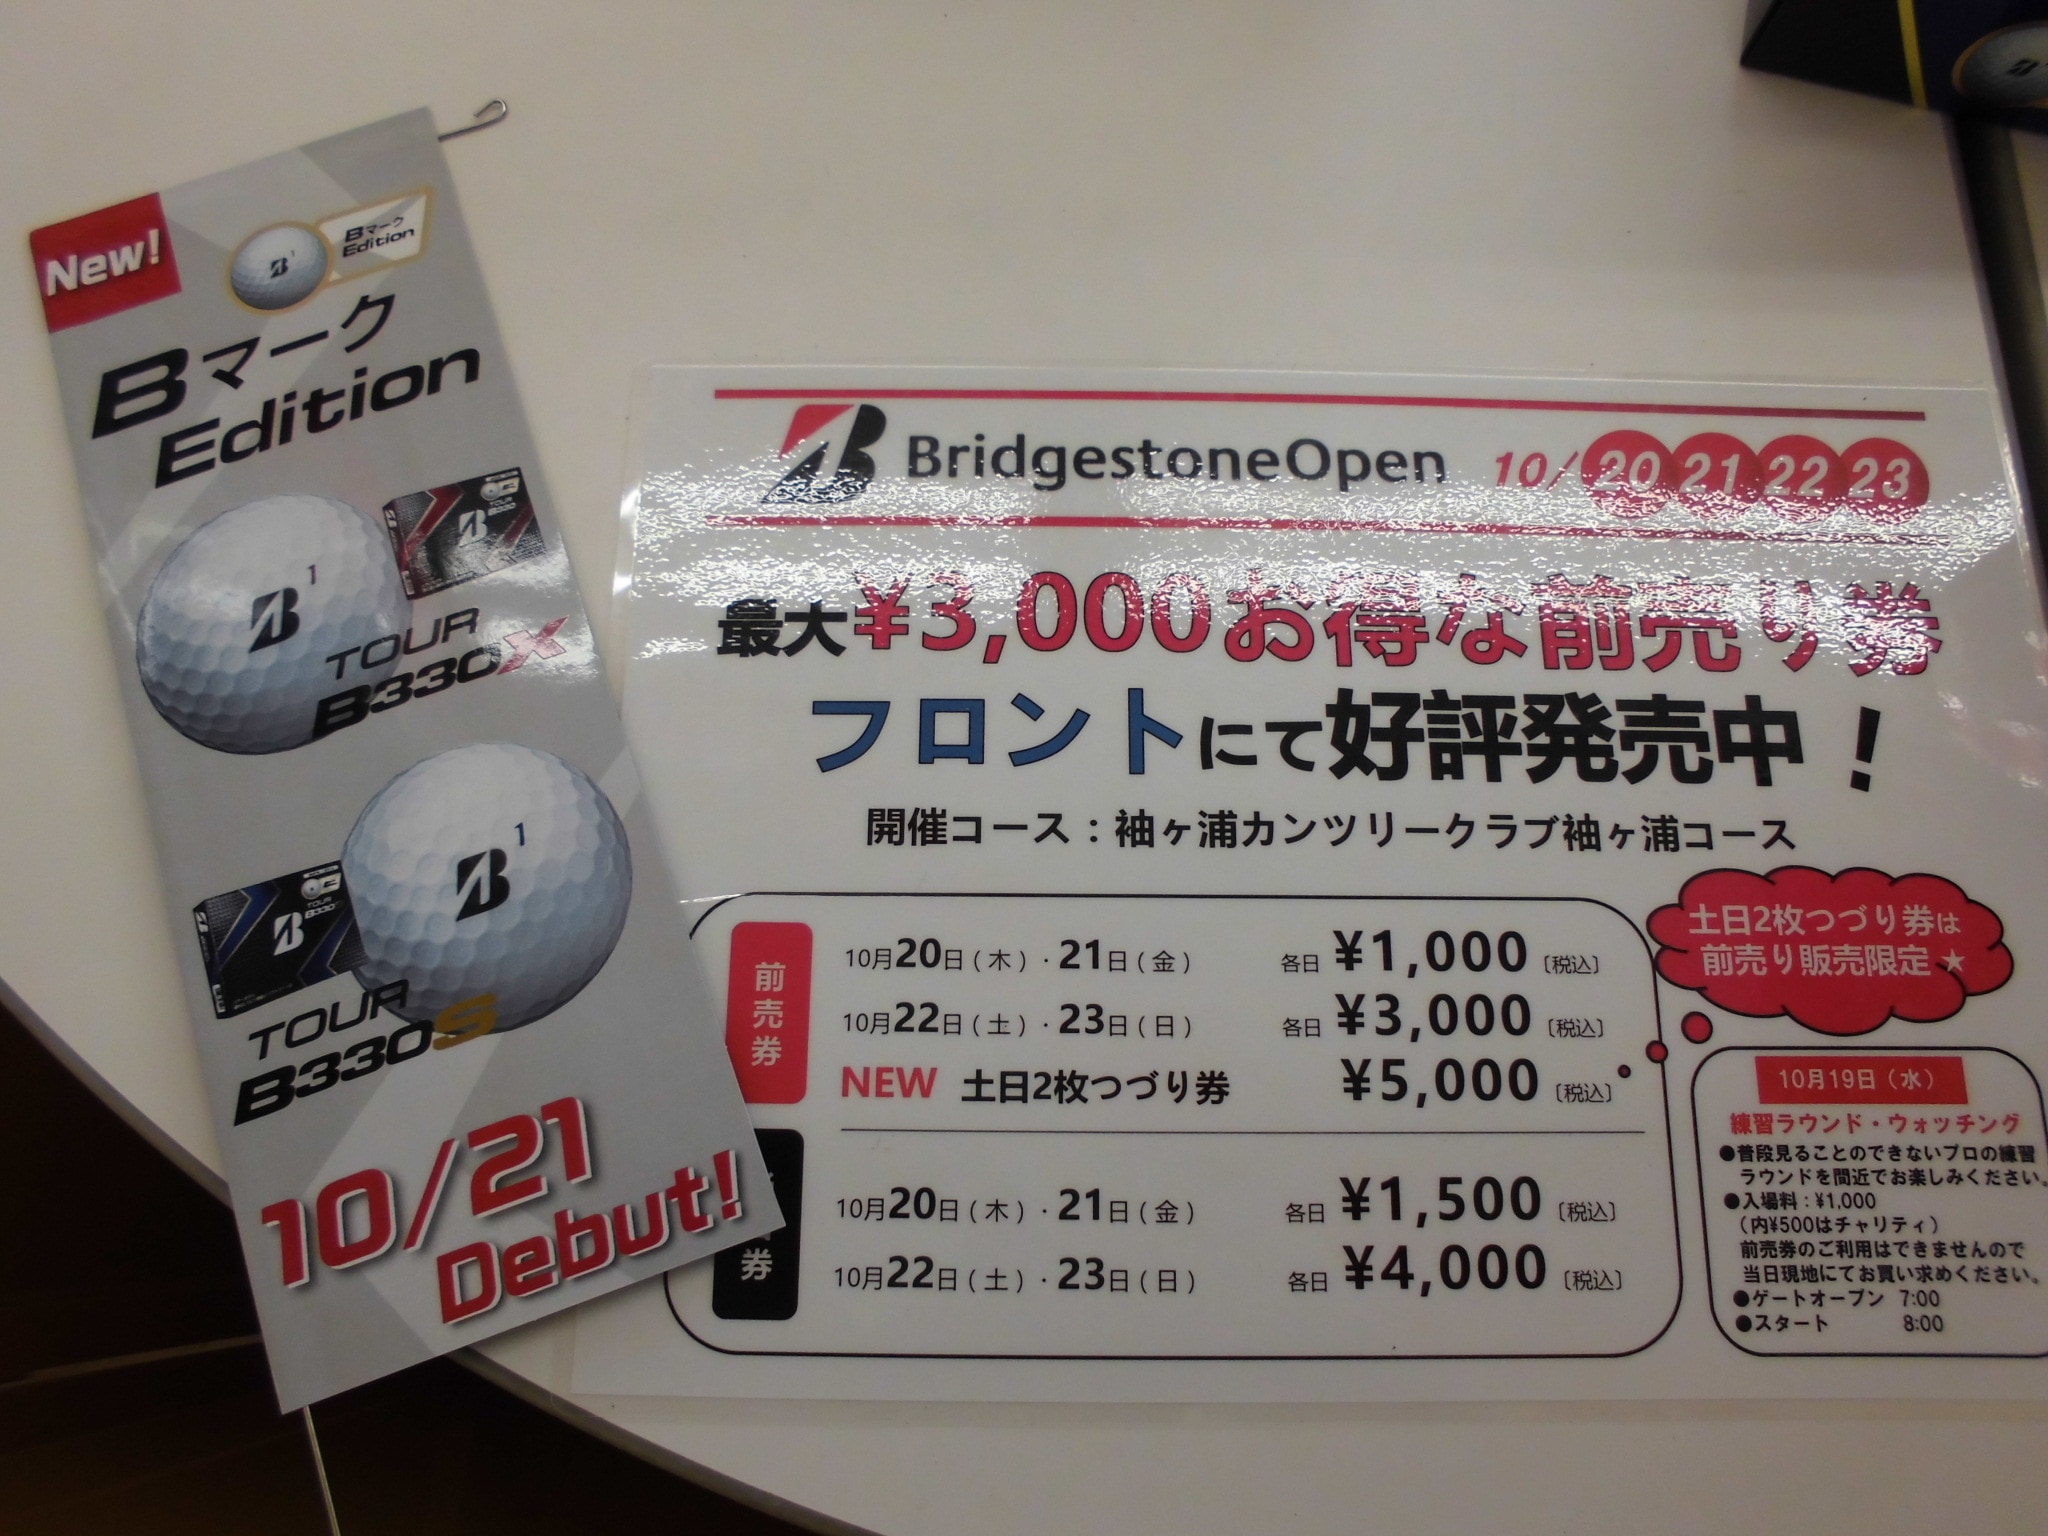 New!
Bマーク
Edition
Bマーク
Edition
1
TOUR
B330
TOUR
B330X
1
TOUR
B330
TOUR
B330S
10/21
Debut!
BridgestoneOpen 10/20 21 22 23
最大¥3,000お得な前売り券
フロントにて好評発売中!
開催コース:袖ヶ浦カンツリークラブ袖ヶ浦コース
前売券
10月20日(木)・21日(金) 各日 ¥1,000〔税込〕
10月22日(土)・23日(日) 各日 ¥3,000〔税込〕
NEW 土日2枚つづり券 ¥5,000〔税込〕
土日2枚つづり券は
前売り販売限定★
券
10月20日(木)・21日(金) 各日 ¥1,500〔税込〕
10月22日(土)・23日(日) 各日 ¥4,000〔税込〕
10月19日(水)
練習ラウンド・ウォッチング
●普段見ることのできないプロの練習
ラウンドを間近でお楽しみください。
●入場料:¥1,000
(内¥500はチャリティ)
前売券のご利用はできませんので
当日現地にてお買い求めください。
●ゲートオープン 7:00
●スタート 8:00